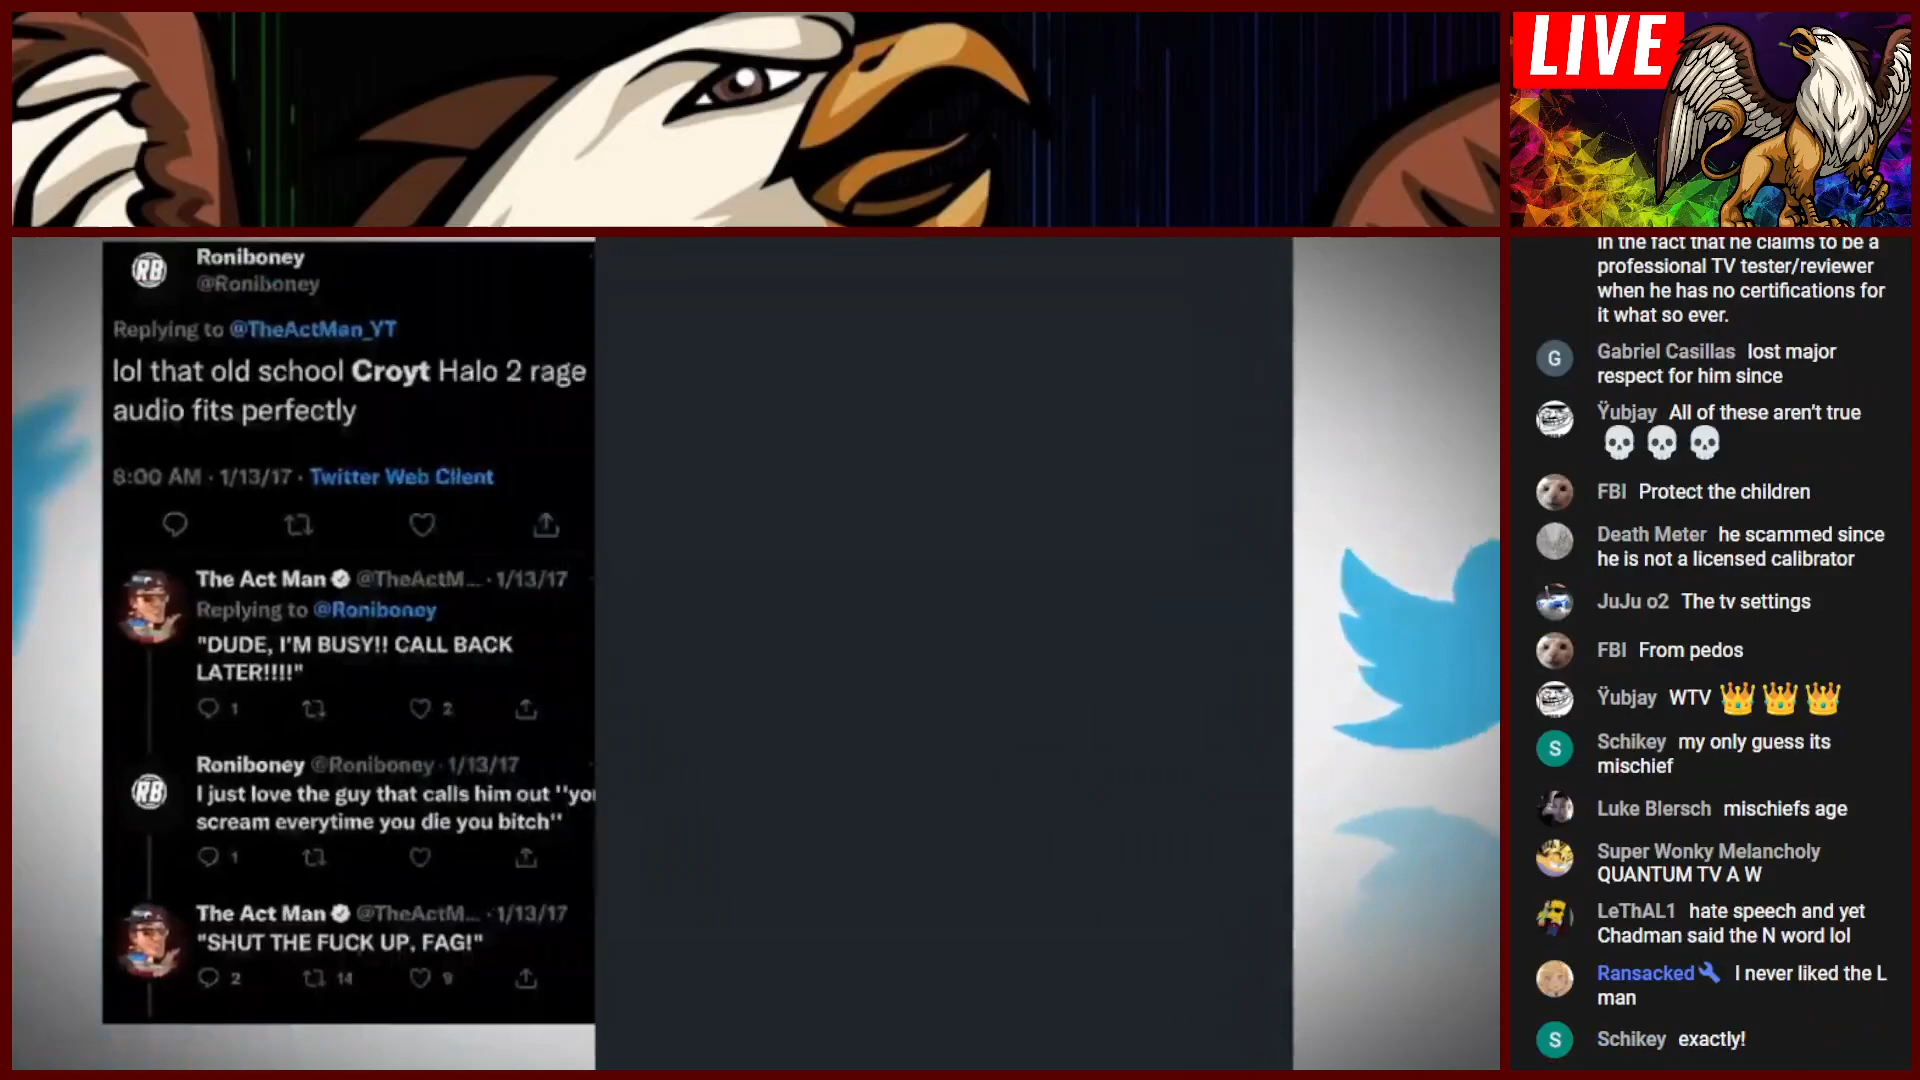 LIVE
Roniboney
@Roniboney
Replying to @TheActMan_YT
lol that old school Croyt Halo 2 rage
audio fits perfectly
8:00 AM · 1/13/17 · Twitter Web Client
The Act Man @TheActM... · 1/13/17
Replying to @Roniboney
"DUDE, I'M BUSY!! CALL BACK
LATER!!!!"
1 2
Roniboney @Roniboney · 1/13/17
I just love the guy that calls him out ''you
scream everytime you die you bitch''
1
The Act Man @TheActM... · 1/13/17
"SHUT THE FUCK UP, FAG!"
2 14 9
RB
RB
in the fact that he claims to be a
professional TV tester/reviewer
when he has no certifications for
it what so ever.
G Gabriel Casillas lost major
respect for him since
Ÿubjay All of these aren't true
💀 💀 💀
FBI Protect the children
Death Meter he scammed since
he is not a licensed calibrator
JuJu o2 The tv settings
FBI From pedos
Ÿubjay WTV 👑 👑 👑
S Schikey my only guess its
mischief
Luke Blersch mischiefs age
Super Wonky Melancholy
QUANTUM TV A W
LeThAL1 hate speech and yet
Chadman said the N word lol
Ransacked I never liked the L
man
S Schikey exactly!